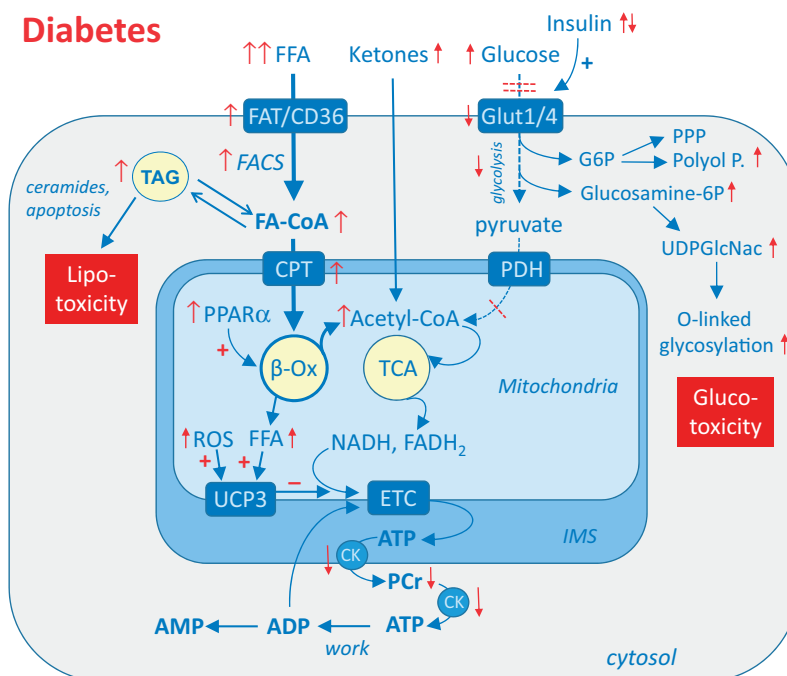 Diabetes
Insulin ↑↓
↑↑ FFA
Ketones ↑
↑ Glucose
+
↑ FAT/CD36
↓ Glut1/4
↑ FACS
↓ glycolysis
G6P
PPP
Polyol P. ↑
Glucosamine-6P ↑
↑ TAG
ceramides,
apoptosis
FA-CoA ↑
pyruvate
UDPGlcNac ↑
Lipo-
toxicity
CPT ↑
PDH
↑ PPARα
↑ Acetyl-CoA
O-linked
glycosylation ↑
+
β-Ox
TCA
Mitochondria
Gluco-
toxicity
↑ ROS
FFA ↑
NADH, FADH₂
+
+
UCP3
–
ETC
ATP
IMS
↓ CK
PCr ↓
CK ↓
AMP
ADP
ATP
work
cytosol